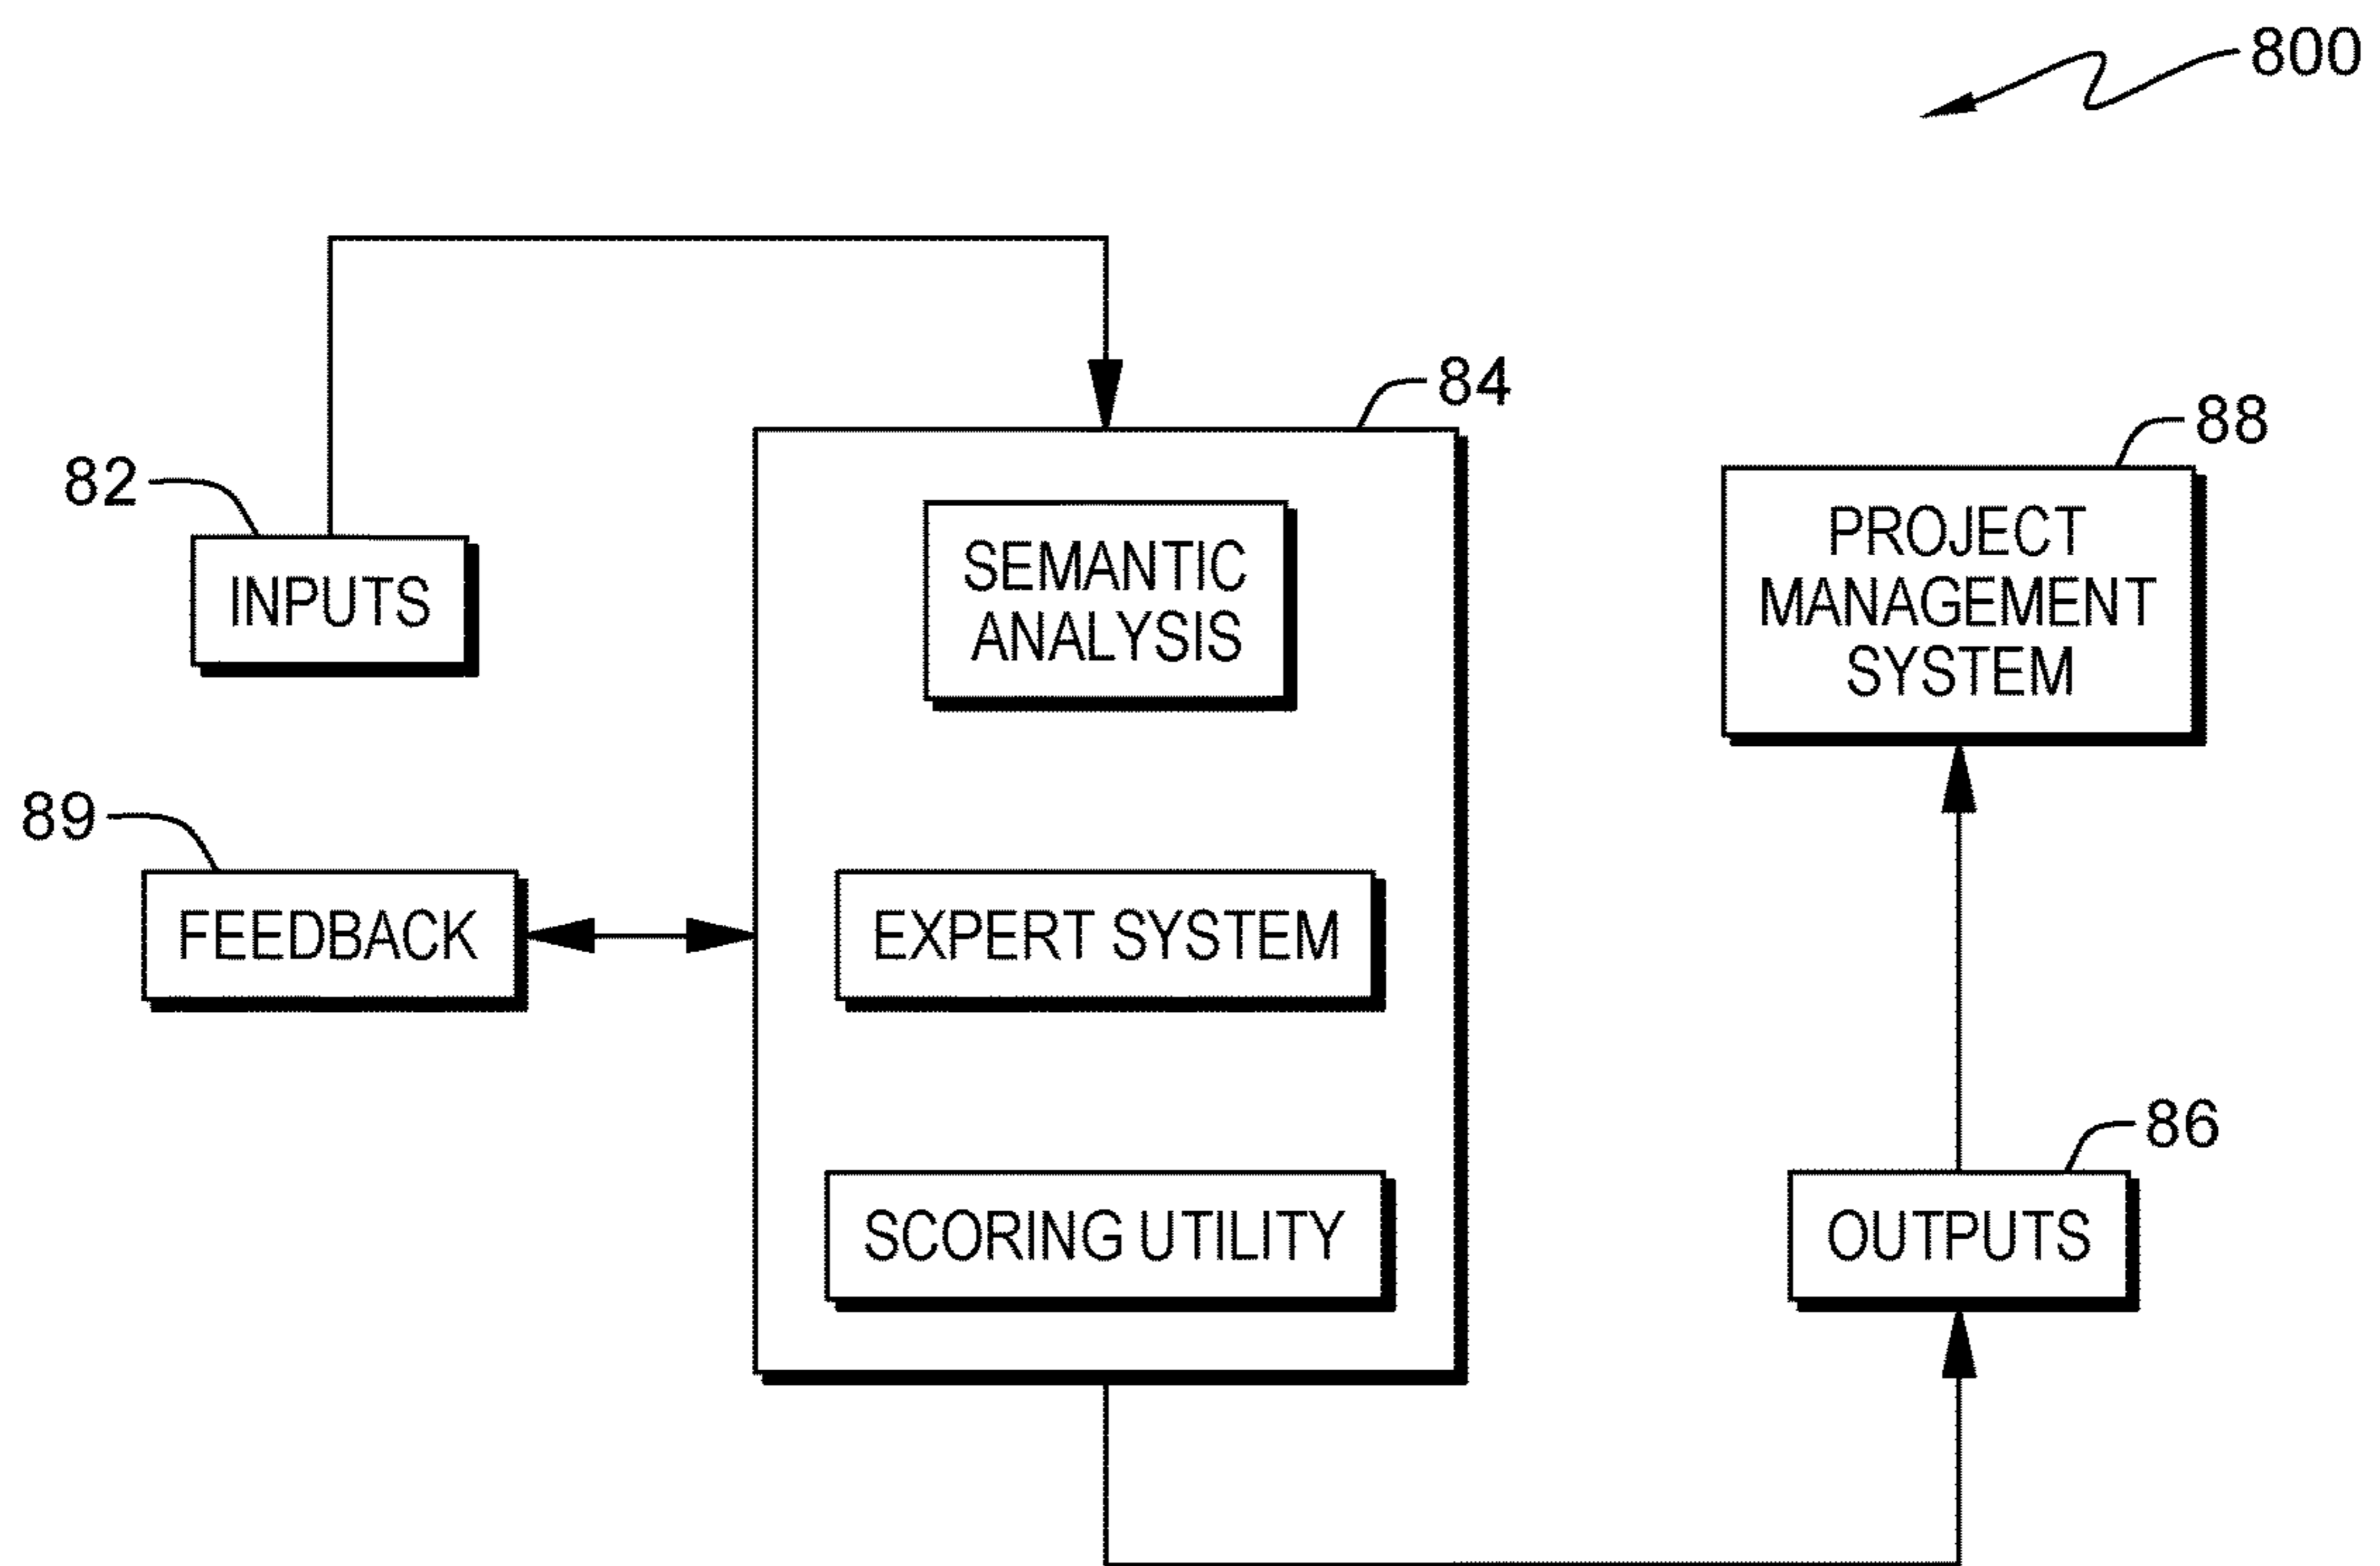 800
84
88
82
PROJECT
MANAGEMENT
SYSTEM
SEMANTIC
ANALYSIS
INPUTS
89
FEEDBACK
EXPERT SYSTEM
86
SCORING UTILITY
OUTPUTS